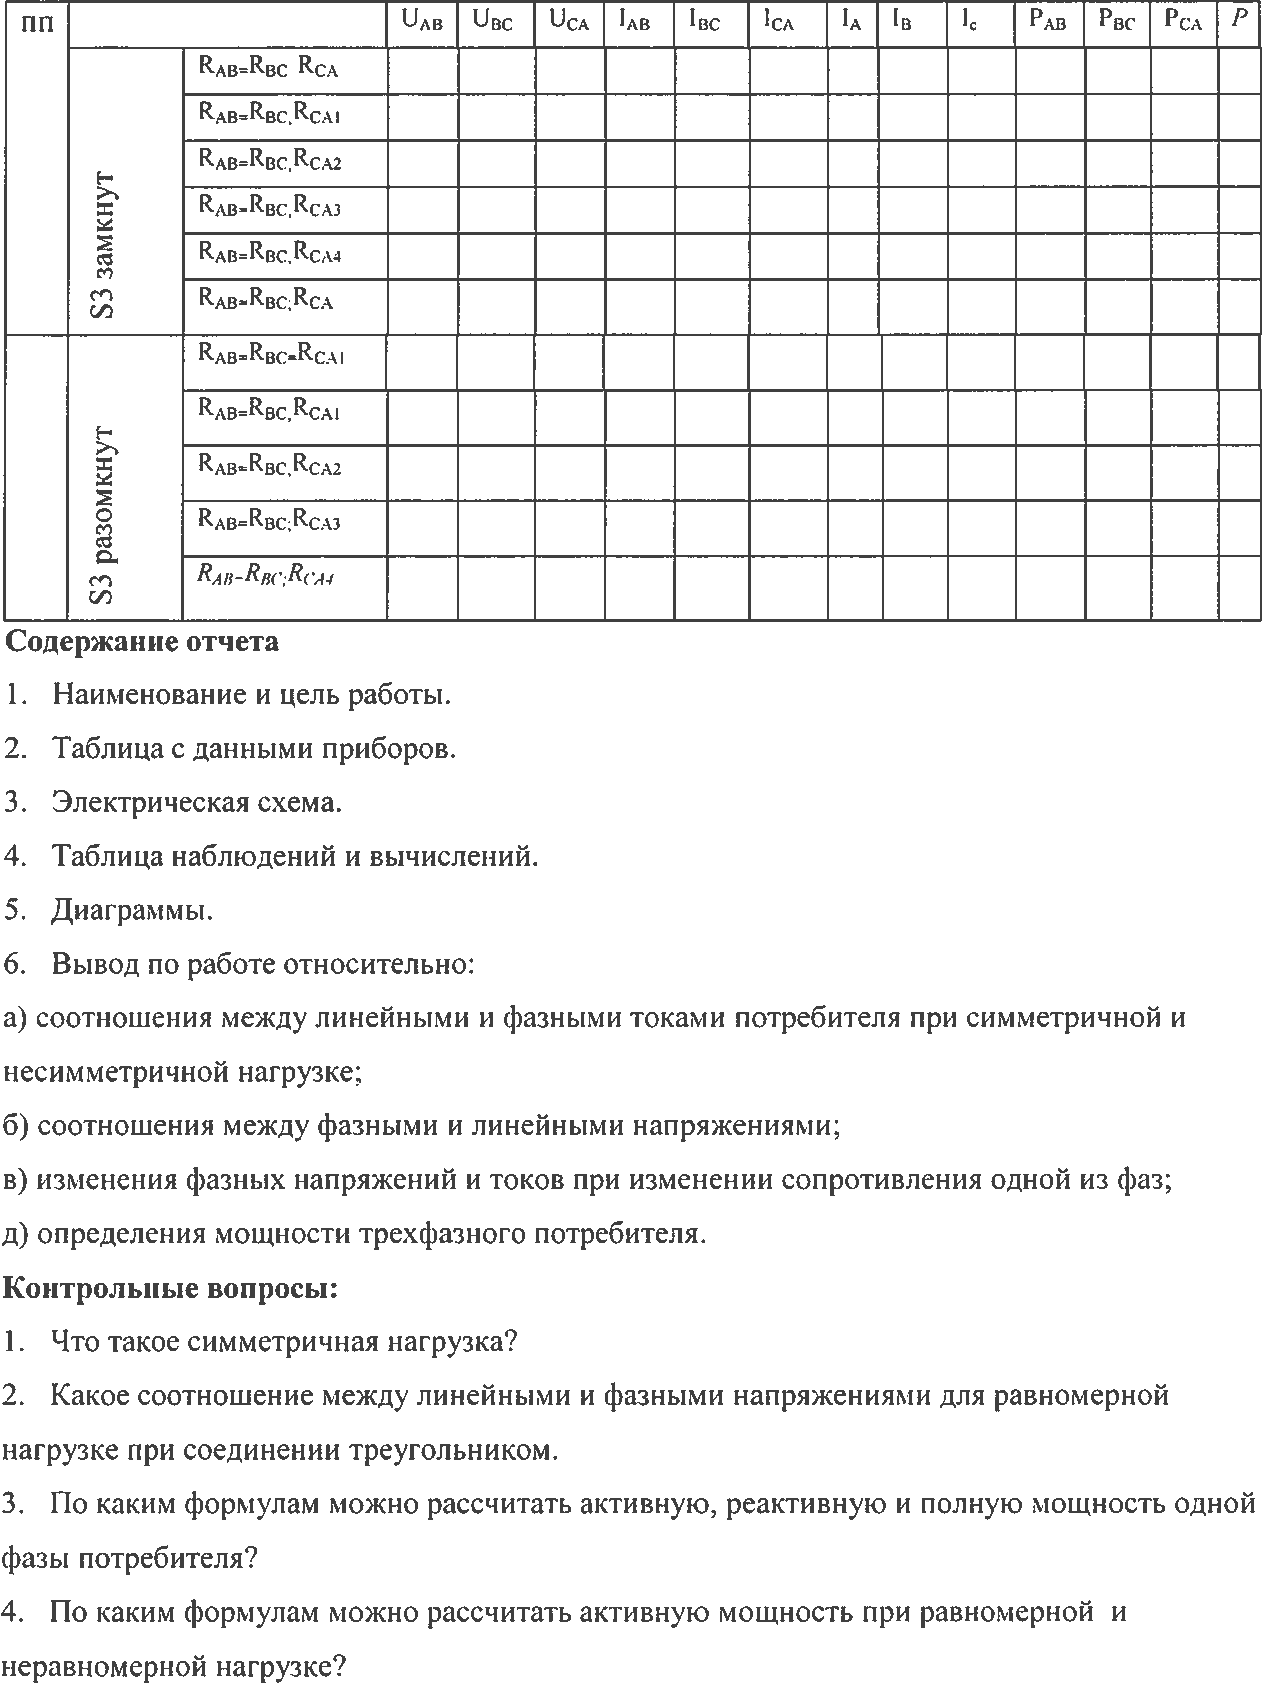 ПП U_AB U_BC U_CA I_AB I_BC I_CA I_A I_B I_c P_AB P_BC P_CA P
S3 замкнут
R_AB=R_BC R_CA
R_AB=R_BC,R_CA1
R_AB=R_BC,R_CA2
R_AB=R_BC,R_CA3
R_AB=R_BC,R_CA4
R_AB=R_BC;R_CA
S3 разомкнут
R_AB=R_BC=R_CA1
R_AB=R_BC,R_CA1
R_AB=R_BC,R_CA2
R_AB=R_BC;R_CA3
R_AB=R_BC;R_CA4
Содержание отчета
1. Наименование и цель работы.
2. Таблица с данными приборов.
3. Электрическая схема.
4. Таблица наблюдений и вычислений.
5. Диаграммы.
6. Вывод по работе относительно:
а) соотношения между линейными и фазными токами потребителя при симметричной и
несимметричной нагрузке;
б) соотношения между фазными и линейными напряжениями;
в) изменения фазных напряжений и токов при изменении сопротивления одной из фаз;
д) определения мощности трехфазного потребителя.
Контрольные вопросы:
1. Что такое симметричная нагрузка?
2. Какое соотношение между линейными и фазными напряжениями для равномерной
нагрузке при соединении треугольником.
3. По каким формулам можно рассчитать активную, реактивную и полную мощность одной
фазы потребителя?
4. По каким формулам можно рассчитать активную мощность при равномерной и
неравномерной нагрузке?